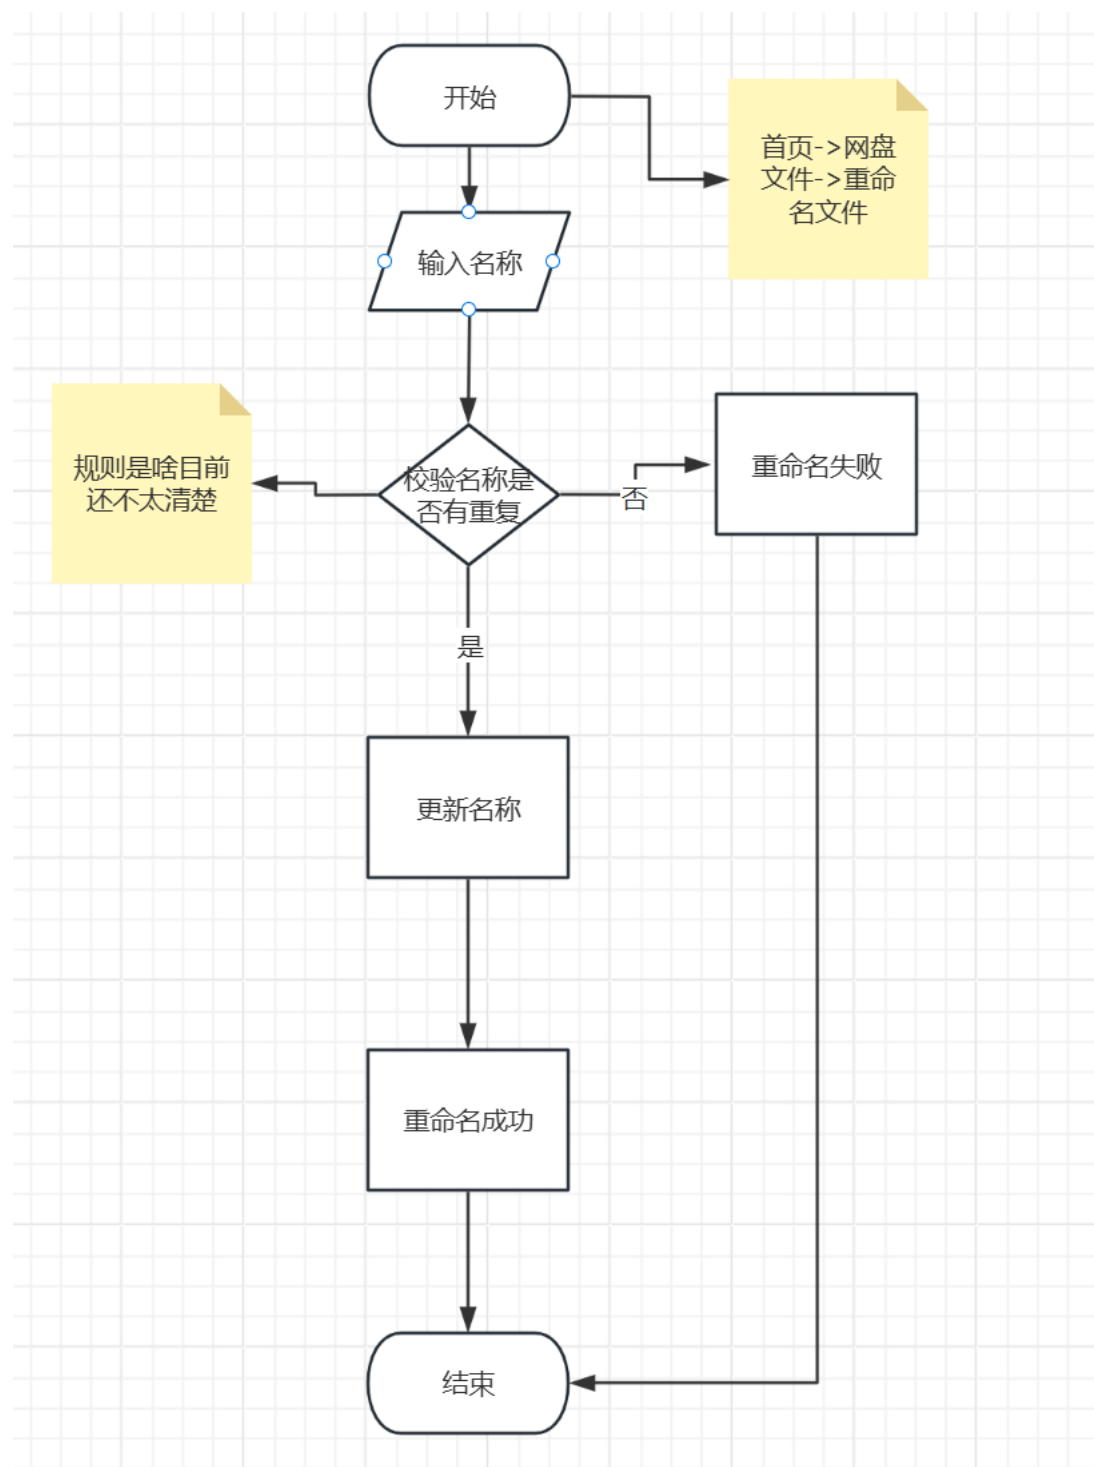 开始
首页->网盘
文件->重命
名文件
输入名称
规则是啥目前
还不太清楚
校验名称是
否有重复
否
重命名失败
是
更新名称
重命名成功
结束